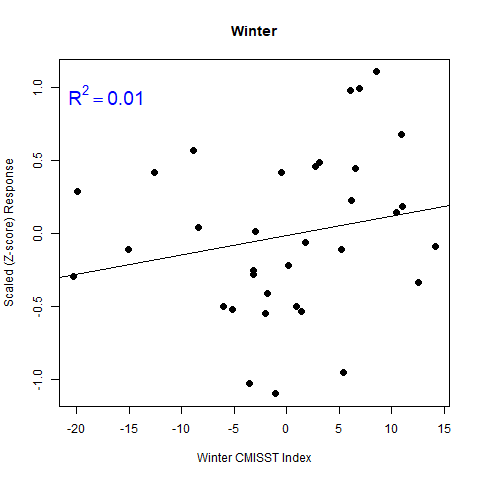 Winter
R² = 0.01
Scaled (Z-score) Response
1.0
0.5
0.0
-0.5
-1.0
-20 -15 -10 -5 0 5 10 15
Winter CMISST Index